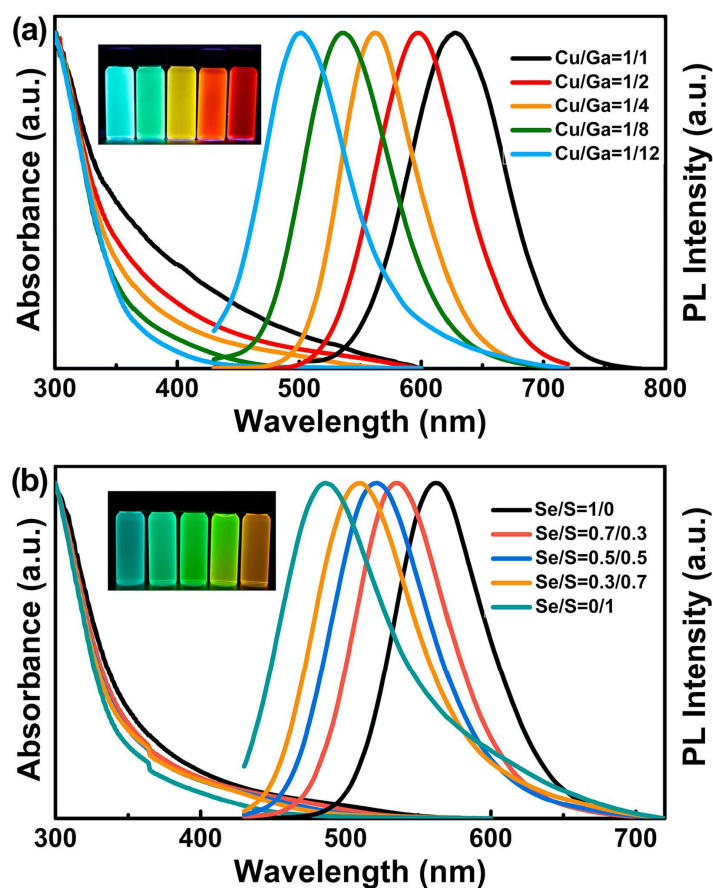 (a)
Cu/Ga=1/1
Cu/Ga=1/2
Cu/Ga=1/4
Cu/Ga=1/8
Cu/Ga=1/12
Absorbance (a.u.)
PL Intensity (a.u.)
300 400 500 600 700 800
Wavelength (nm)
(b)
Se/S=1/0
Se/S=0.7/0.3
Se/S=0.5/0.5
Se/S=0.3/0.7
Se/S=0/1
Absorbance (a.u.)
PL Intensity (a.u.)
300 400 500 600 700
Wavelength (nm)